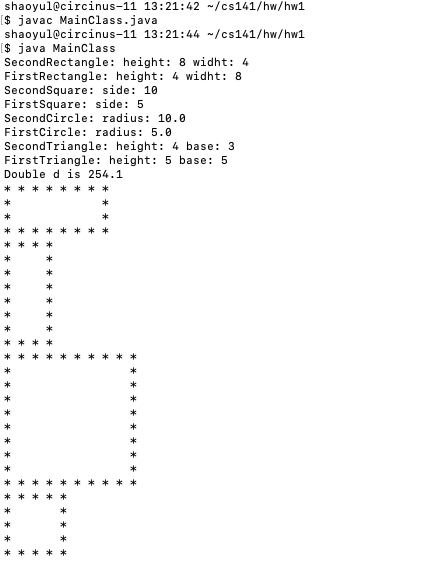 shaoyul@circinus-11 13:21:42 ~/cs141/hw/hw1
[$ javac MainClass.java
shaoyul@circinus-11 13:21:44 ~/cs141/hw/hw1
[$ java MainClass
SecondRectangle: height: 8 widht: 4
FirstRectangle: height: 4 widht: 8
SecondSquare: side: 10
FirstSquare: side: 5
SecondCircle: radius: 10.0
FirstCircle: radius: 5.0
SecondTriangle: height: 4 base: 3
FirstTriangle: height: 5 base: 5
Double d is 254.1
* * * * * * * *
*             *
*             *
* * * * * * * *
* * * *
*     *
*     *
*     *
*     *
*     *
*     *
* * * *
* * * * * * * * * *
*                 *
*                 *
*                 *
*                 *
*                 *
*                 *
*                 *
*                 *
* * * * * * * * * *
* * * * *
*       *
*       *
*       *
* * * * *